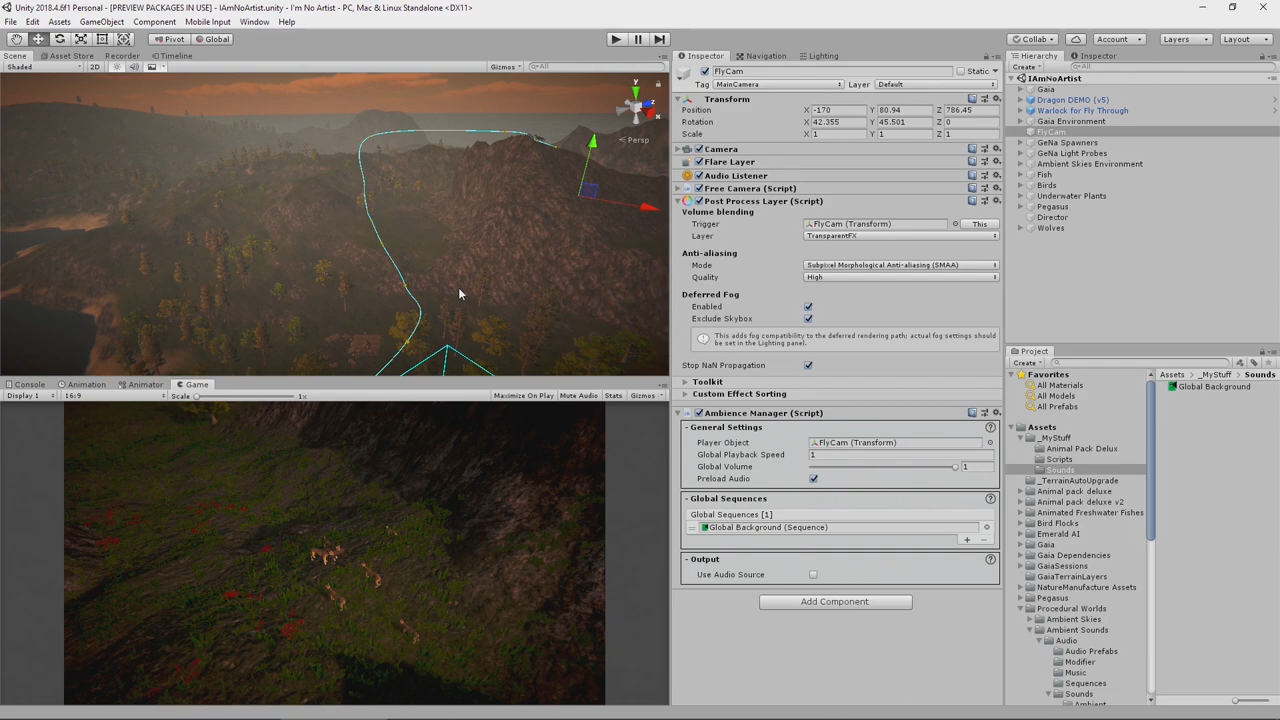 Unity 2018.4.6f1 Personal - [PREVIEW PACKAGES IN USE] - IAmNoArtist.unity - I'm No Artist - PC, Mac & Linux Standalone <DX11>
File Edit Assets GameObject Component Mobile Input Window Help
Pivot Global Collab Account Layers Layout
Scene Asset Store Recorder Timeline
Shaded 2D Gizmos All
y
z
x
Persp
Console Animation Animator Game
Display 1 16:9 Scale 1x Maximize On Play Mute Audio Stats Gizmos
Inspector Navigation Lighting
FlyCam Static
Tag MainCamera Layer Default
Transform
Position X -170 Y 80.94 Z 786.45
Rotation X 42.355 Y 45.501 Z 0
Scale X 1 Y 1 Z 1
Camera
Flare Layer
Audio Listener
Free Camera (Script)
Post Process Layer (Script)
Volume blending
Trigger FlyCam (Transform) This
Layer TransparentFX
Anti-aliasing
Mode Subpixel Morphological Anti-aliasing (SMAA)
Quality High
Deferred Fog
Enabled
Exclude Skybox
This adds fog compatibility to the deferred rendering path; actual fog settings should
be set in the Lighting panel.
Stop NaN Propagation
Toolkit
Custom Effect Sorting
Ambience Manager (Script)
- General Settings ?
Player Object FlyCam (Transform)
Global Playback Speed 1
Global Volume 1
Preload Audio
- Global Sequences ?
Global Sequences [1]
Global Background (Sequence)
+ -
- Output ?
Use Audio Source
Add Component
Hierarchy Inspector
Create All
IAmNoArtist
Gaia
Dragon DEMO (v5)
Warlock for Fly Through
Gaia Environment
FlyCam
GeNa Spawners
GeNa Light Probes
Ambient Skies Environment
Fish
Birds
Underwater Plants
Pegasus
Director
Wolves
Project
Create
Favorites
All Materials
All Models
All Prefabs
Assets
_MyStuff
Animal Pack Delux
Scripts
Sounds
_TerrainAutoUpgrade
Animal pack deluxe
Animal pack deluxe v2
Animated Freshwater Fishes
Bird Flocks
Emerald AI
Gaia
Gaia Dependencies
GaiaSessions
GaiaTerrainLayers
NatureManufacture Assets
Pegasus
Procedural Worlds
Ambient Skies
Ambient Sounds
Audio
Audio Prefabs
Modifier
Music
Sequences
Sounds
Ambient
Assets _MyStuff Sounds
Global Background